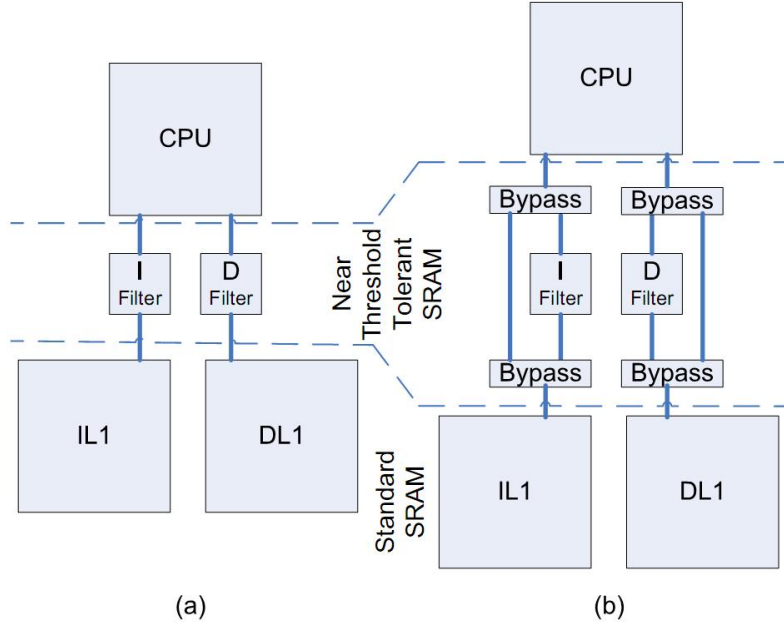 CPU
I
Filter
D
Filter
IL1
DL1
(a)
Near
Threshold
Tolerant
SRAM
Standard
SRAM
CPU
Bypass
Bypass
I
Filter
D
Filter
Bypass
Bypass
IL1
DL1
(b)